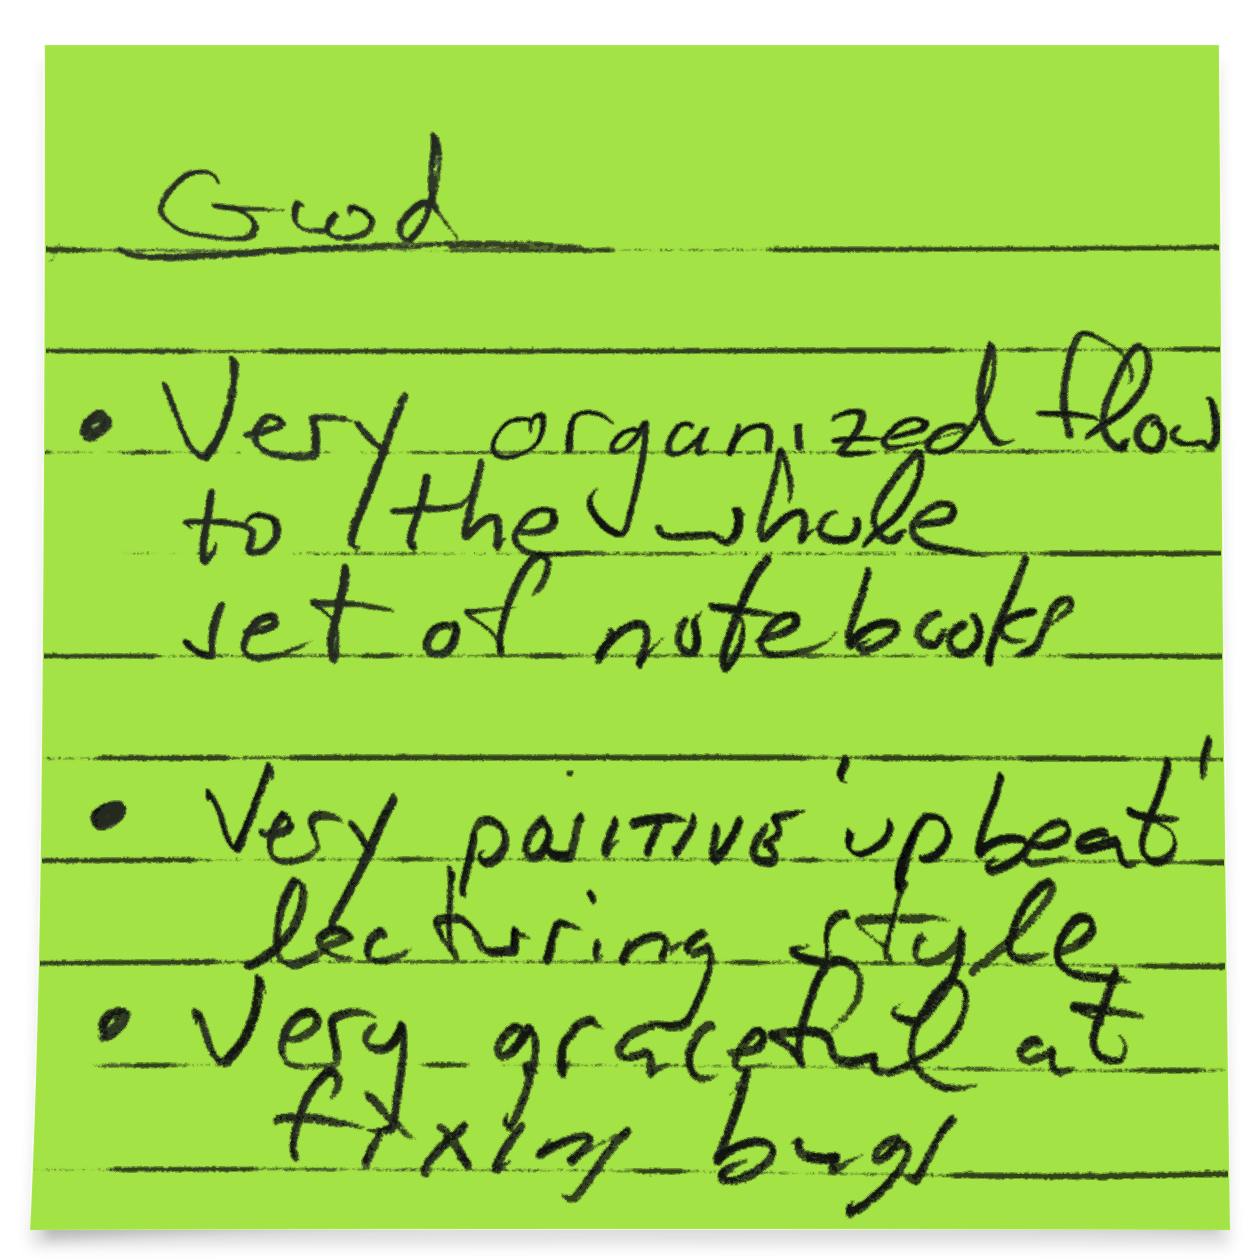 Good
• Very organized flow
to the whole
set of notebooks
• Very positive 'upbeat'
lecturing style
• Very graceful at
fixing bugs